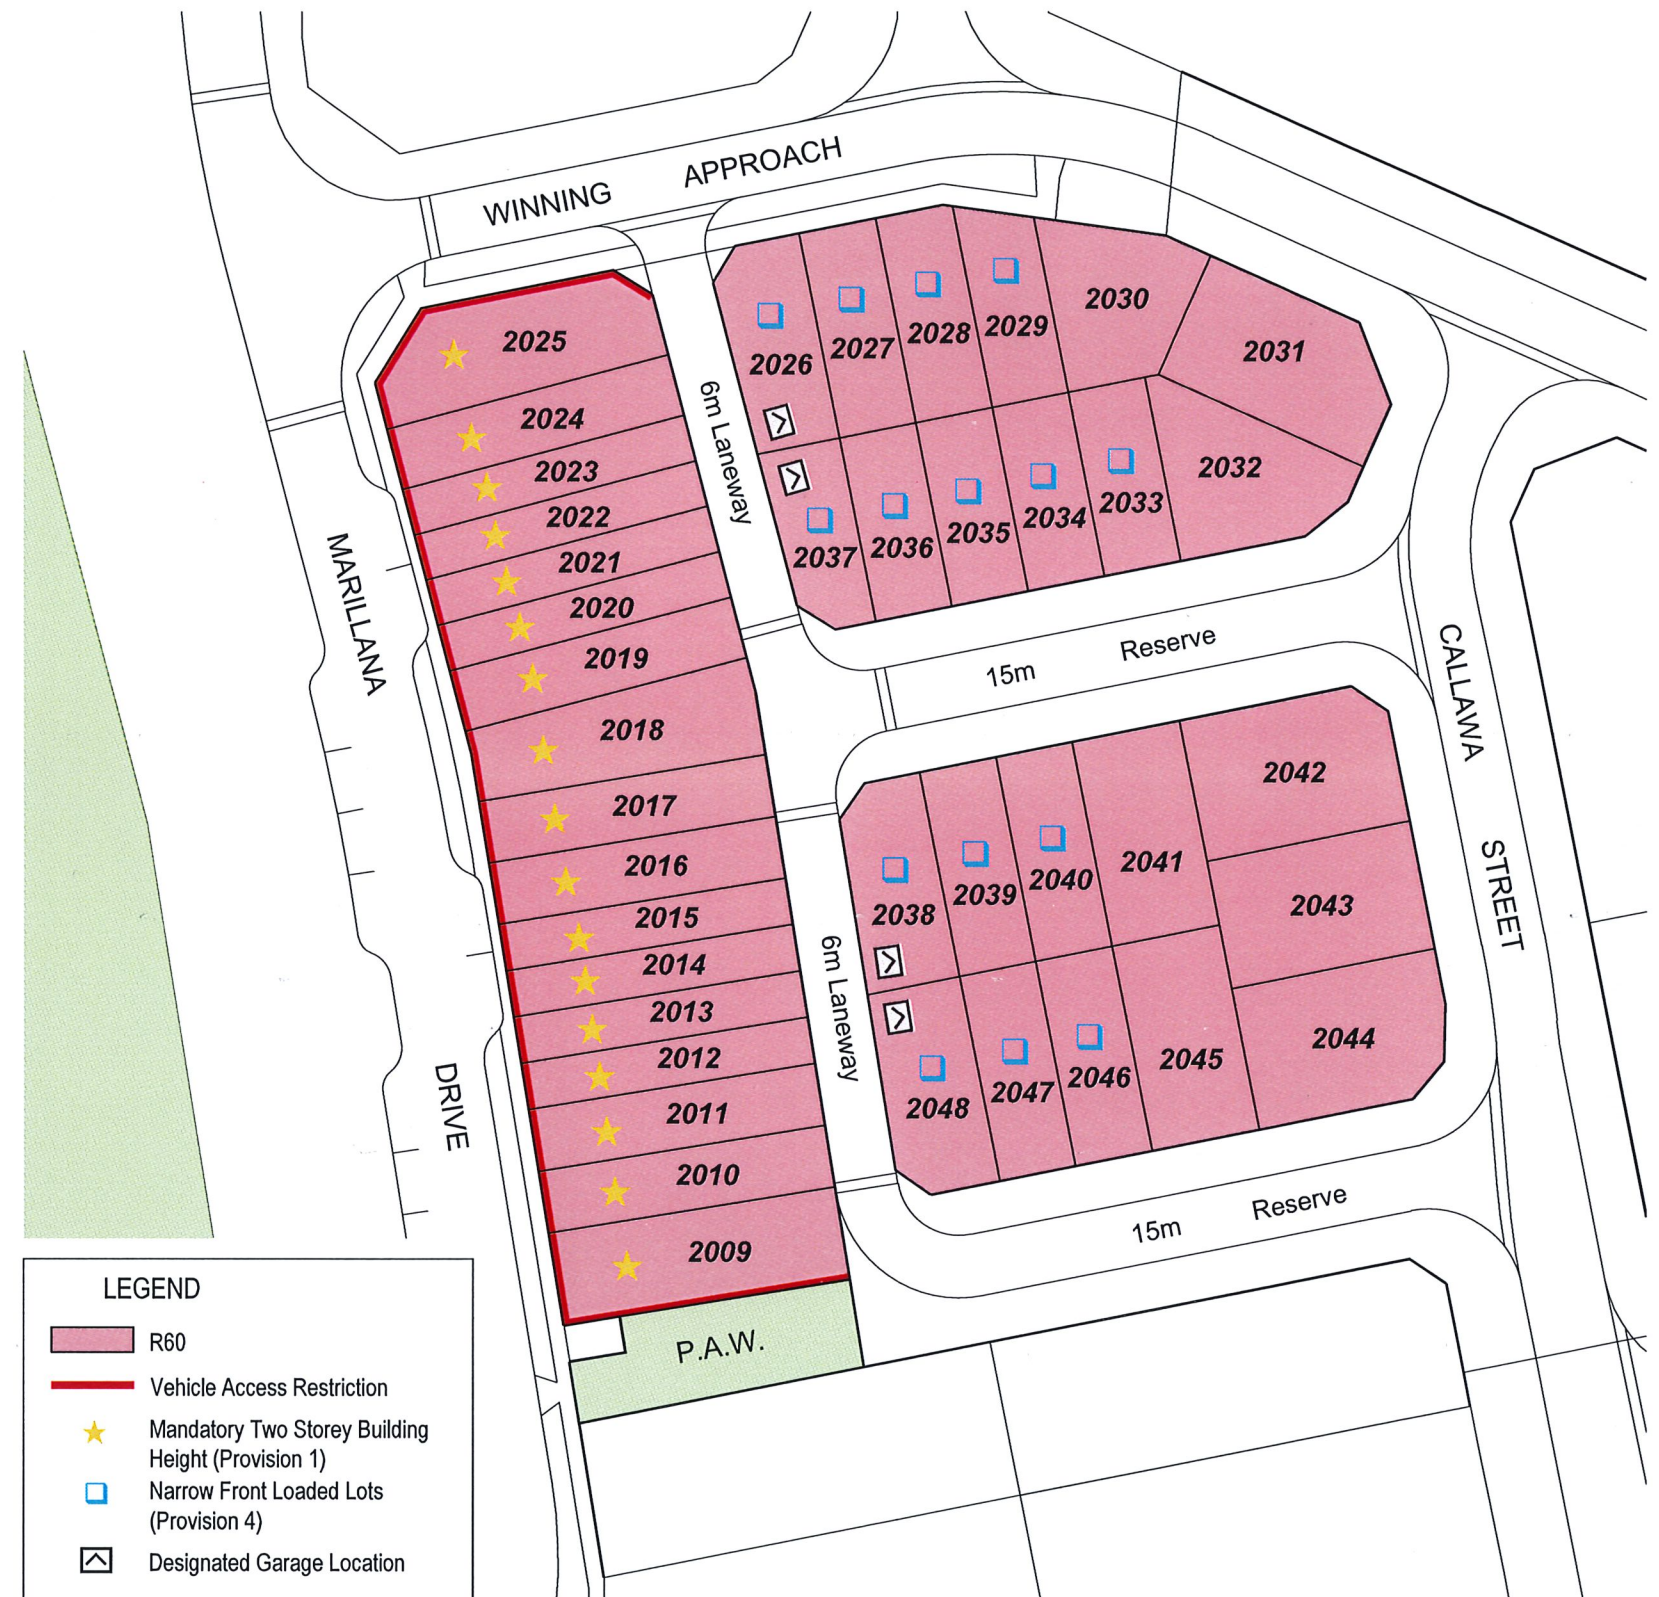 WINNING APPROACH
2025
2024
2023
2022
2021
2020
2019
2018
2017
2016
2015
2014
2013
2012
2011
2010
2009
2026
2027
2028
2029
2030
2031
2032
2033
2034
2035
2036
2037
6m Laneway
MARILLANA
DRIVE
15m Reserve
CALLAWA
STREET
2038
2039
2040
2041
2042
2043
2044
2045
2046
2047
2048
6m Laneway
15m Reserve
P.A.W.
LEGEND
R60
Vehicle Access Restriction
Mandatory Two Storey Building
Height (Provision 1)
Narrow Front Loaded Lots
(Provision 4)
Designated Garage Location